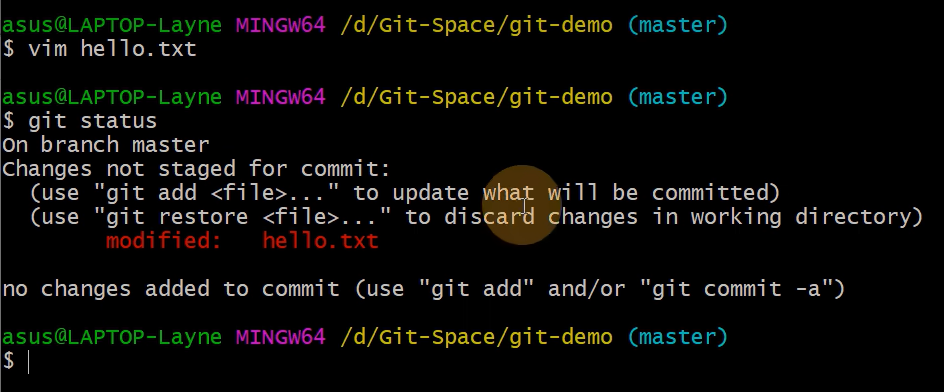 asus@LAPTOP-Layne MINGW64 /d/Git-Space/git-demo (master)
$ vim hello.txt
asus@LAPTOP-Layne MINGW64 /d/Git-Space/git-demo (master)
$ git status
On branch master
Changes not staged for commit:
  (use "git add <file>..." to update what will be committed)
  (use "git restore <file>..." to discard changes in working directory)
        modified:   hello.txt
no changes added to commit (use "git add" and/or "git commit -a")
asus@LAPTOP-Layne MINGW64 /d/Git-Space/git-demo (master)
$